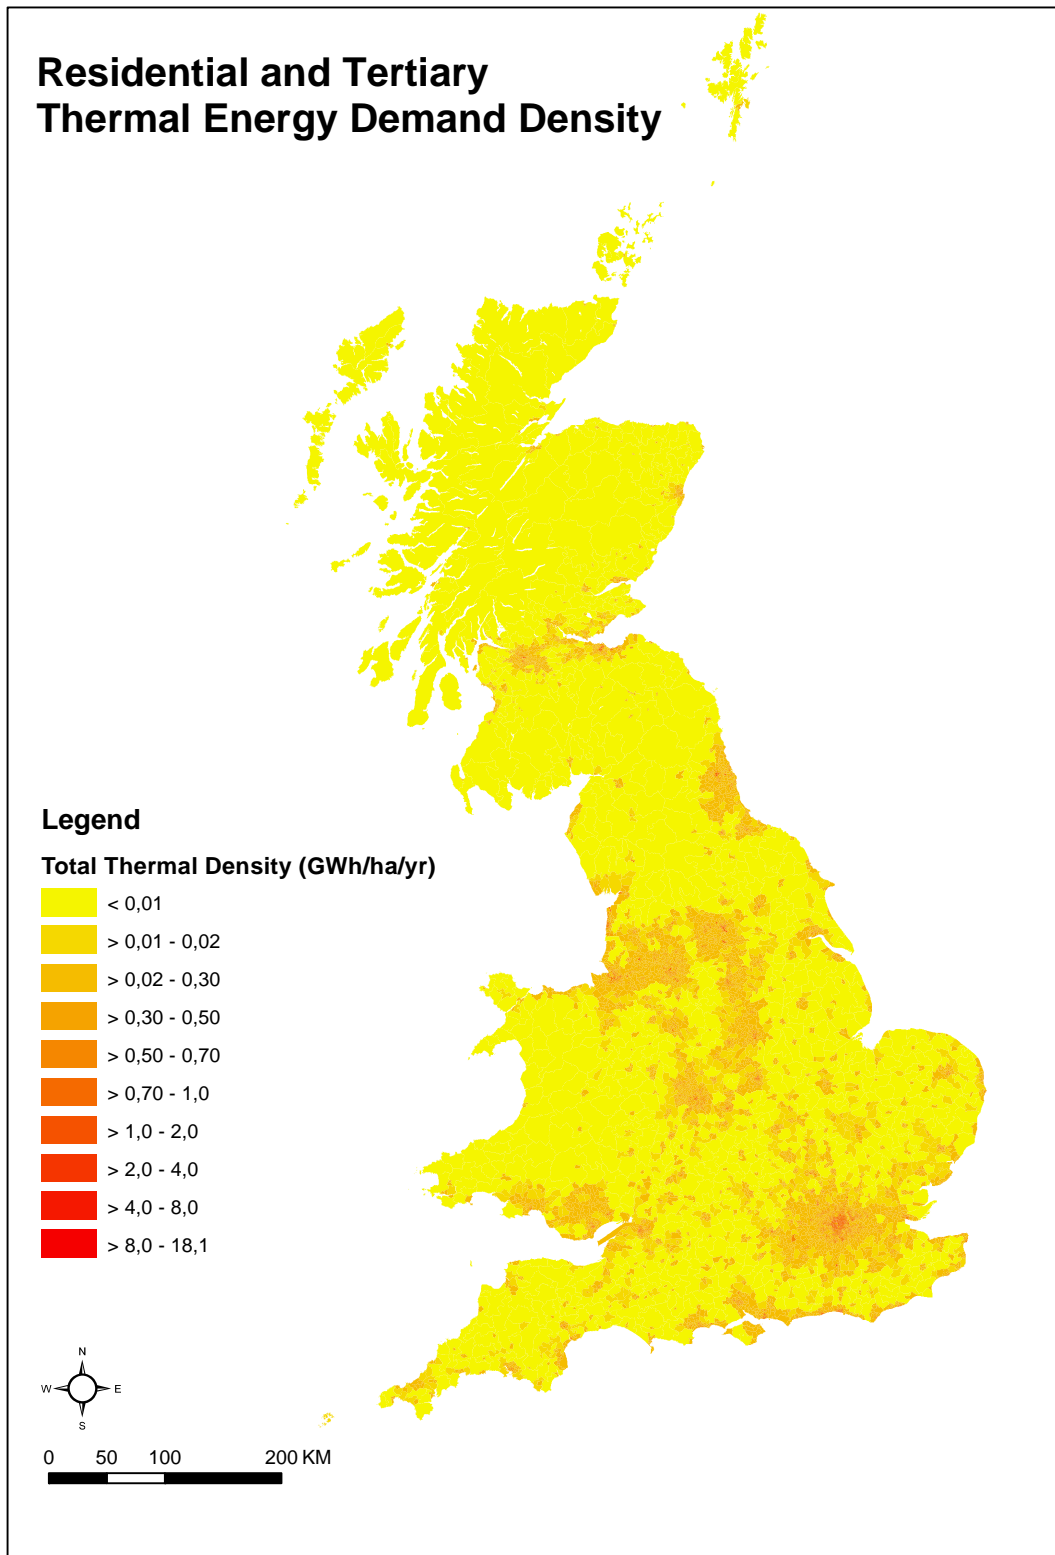 Residential and Tertiary
Thermal Energy Demand Density
Legend
Total Thermal Density (GWh/ha/yr)
< 0,01
> 0,01 - 0,02
> 0,02 - 0,30
> 0,30 - 0,50
> 0,50 - 0,70
> 0,70 - 1,0
> 1,0 - 2,0
> 2,0 - 4,0
> 4,0 - 8,0
> 8,0 - 18,1
N
W E
S
0 50 100 200 KM